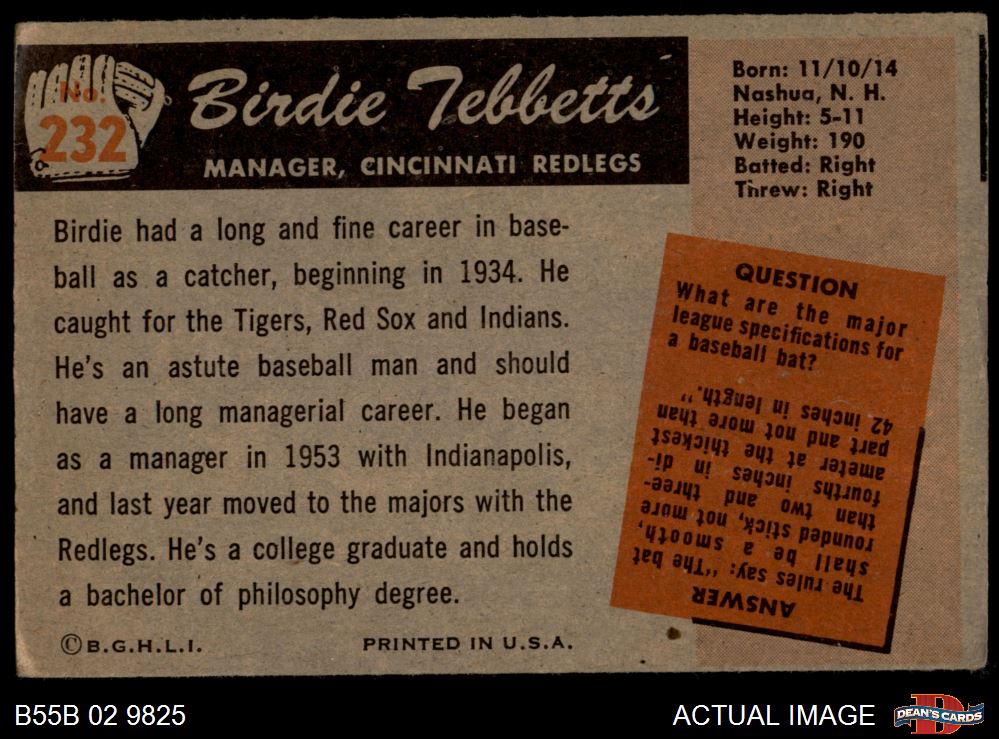 No.
232
Birdie Tebbetts
MANAGER, CINCINNATI REDLEGS
Born: 11/10/14
Nashua, N. H.
Height: 5-11
Weight: 190
Batted: Right
Threw: Right
Birdie had a long and fine career in base-
ball as a catcher, beginning in 1934. He
caught for the Tigers, Red Sox and Indians.
He's an astute baseball man and should
have a long managerial career. He began
as a manager in 1953 with Indianapolis,
and last year moved to the majors with the
Redlegs. He's a college graduate and holds
a bachelor of philosophy degree.
QUESTION
What are the major
league specifications for
a baseball bat?
ANSWER
The rules say: "The bat
shall be a smooth,
rounded stick, not more
than two and three-
fourths inches in di-
ameter at the thickest
part and not more than
42 inches in length."
©B.G.H.L.I.
PRINTED IN U.S.A.
B55B 02 9825
ACTUAL IMAGE
D
DEAN'S CARDS